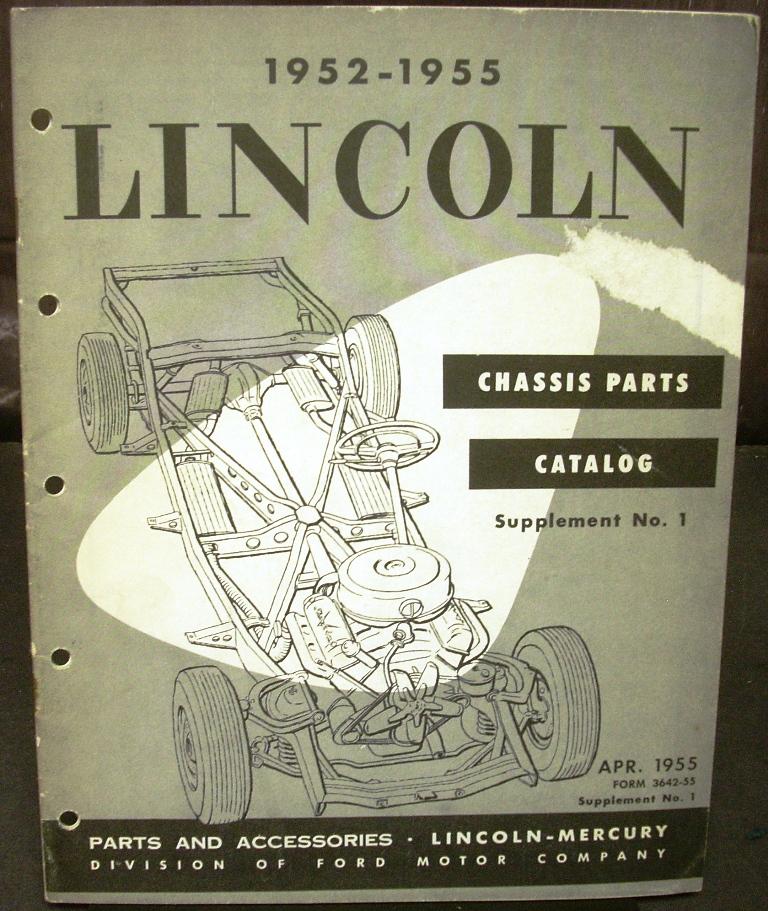 1952-1955
LINCOLN
CHASSIS PARTS
CATALOG
Supplement No. 1
APR. 1955
FORM 3642-55
Supplement No. 1
PARTS AND ACCESSORIES · LINCOLN-MERCURY
DIVISION OF FORD MOTOR COMPANY